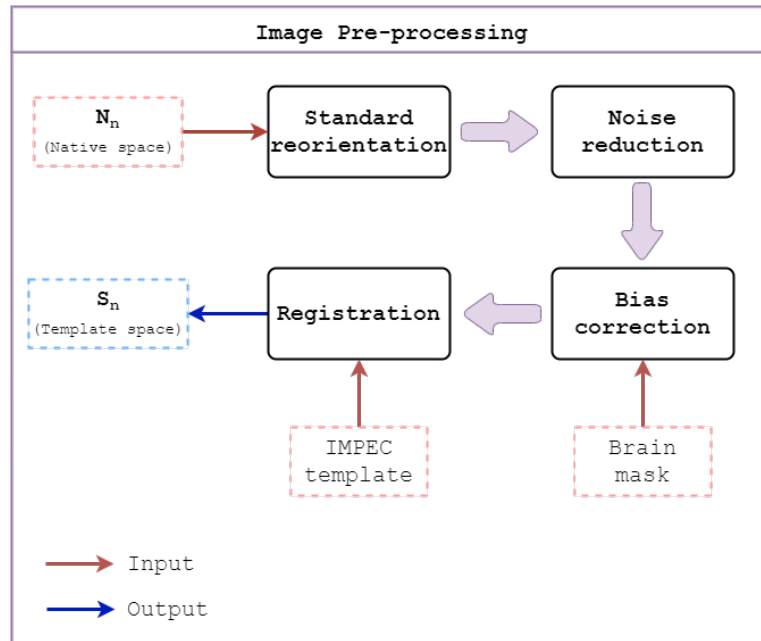 Image Pre-processing
Nn
(Native space)
Standard
reorientation
Noise
reduction
Sn
(Template space)
Registration
Bias
correction
IMPEC
template
Brain
mask
Input
Output